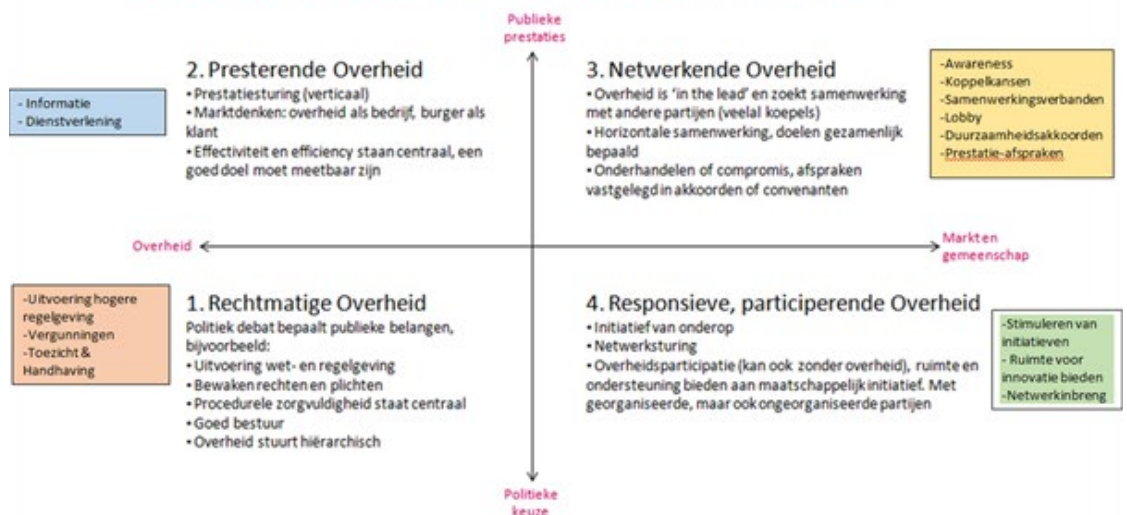 Publieke
prestaties
2. Presterende Overheid
• Prestatiesturing (verticaal)
• Marktdenken: overheid als bedrijf, burger als
klant
• Effectiviteit en efficiency staan centraal, een
goed doel moet meetbaar zijn
- Informatie
- Dienstverlening
3. Netwerkende Overheid
• Overheid is ‘in the lead’ en zoekt samenwerking
met andere partijen (veelal koepels)
• Horizontale samenwerking, doelen gezamenlijk
bepaald
• Onderhandelen of compromis, afspraken
vastgelegd in akkoorden of convenanten
-Awareness
-Koppelkansen
-Samenwerkingsverbanden
-Lobby
-Duurzaamheidsakkoorden
-Prestatie-afspraken
Overheid
Markt en
gemeenschap
-Uitvoering hogere
regelgeving
-Vergunningen
-Toezicht &
Handhaving
1. Rechtmatige Overheid
Politiek debat bepaalt publieke belangen,
bijvoorbeeld:
• Uitvoering wet- en regelgeving
• Bewaken rechten en plichten
• Procedurele zorgvuldigheid staat centraal
• Goed bestuur
• Overheid stuurt hiërarchisch
4. Responsieve, participerende Overheid
• Initiatief van onderop
• Netwerksturing
• Overheidsparticipatie (kan ook zonder overheid), ruimte en
ondersteuning bieden aan maatschappelijk initiatief. Met
georganiseerde, maar ook ongeorganiseerde partijen
-Stimuleren van
initiatieven
- Ruimte voor
innovatie bieden
-Netwerkinbreng
Politieke
keuze